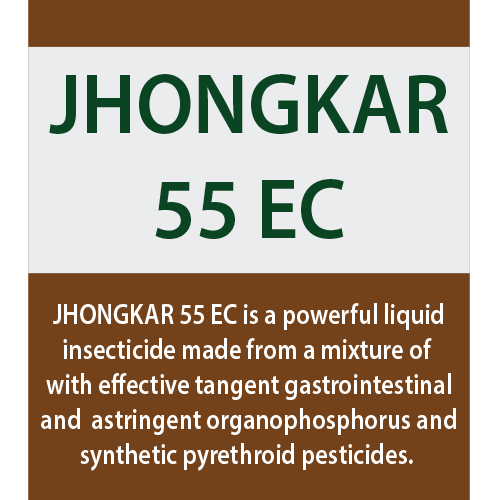 JHONGKAR
55 EC
JHONGKAR 55 EC is a powerful liquid
insecticide made from a mixture of
with effective tangent gastrointestinal
and  astringent organophosphorus and
synthetic pyrethroid pesticides.